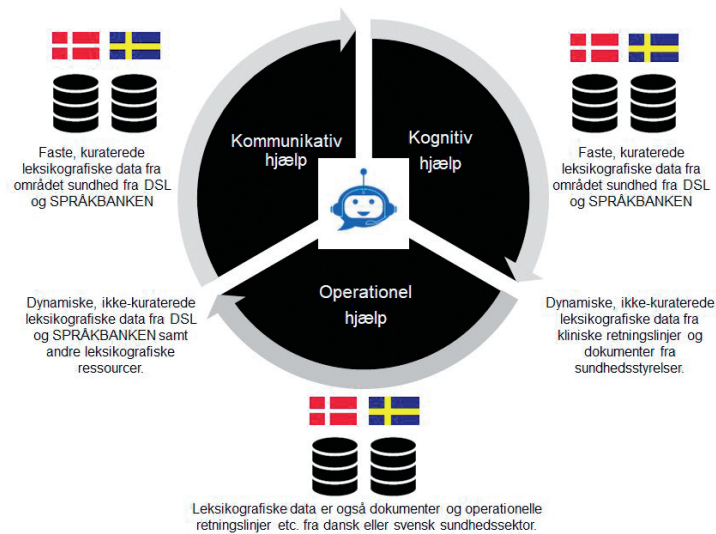 Kommunikativ
hjælp
Kognitiv
hjælp
Operationel
hjælp
Faste, kuraterede
leksikografiske data fra
området sundhed fra DSL
og SPRÅKBANKEN
Faste, kuraterede
leksikografiske data fra
området sundhed fra DSL
og SPRÅKBANKEN
Dynamiske, ikke-kuraterede
leksikografiske data fra DSL
og SPRÅKBANKEN samt
andre leksikografiske
ressourcer.
Dynamiske, ikke-kuraterede
leksikografiske data fra
kliniske retningslinjer og
dokumenter fra
sundhedsstyrelser.
Leksikografiske data er også dokumenter og operationelle
retningslinjer etc. fra dansk eller svensk sundhedssektor.